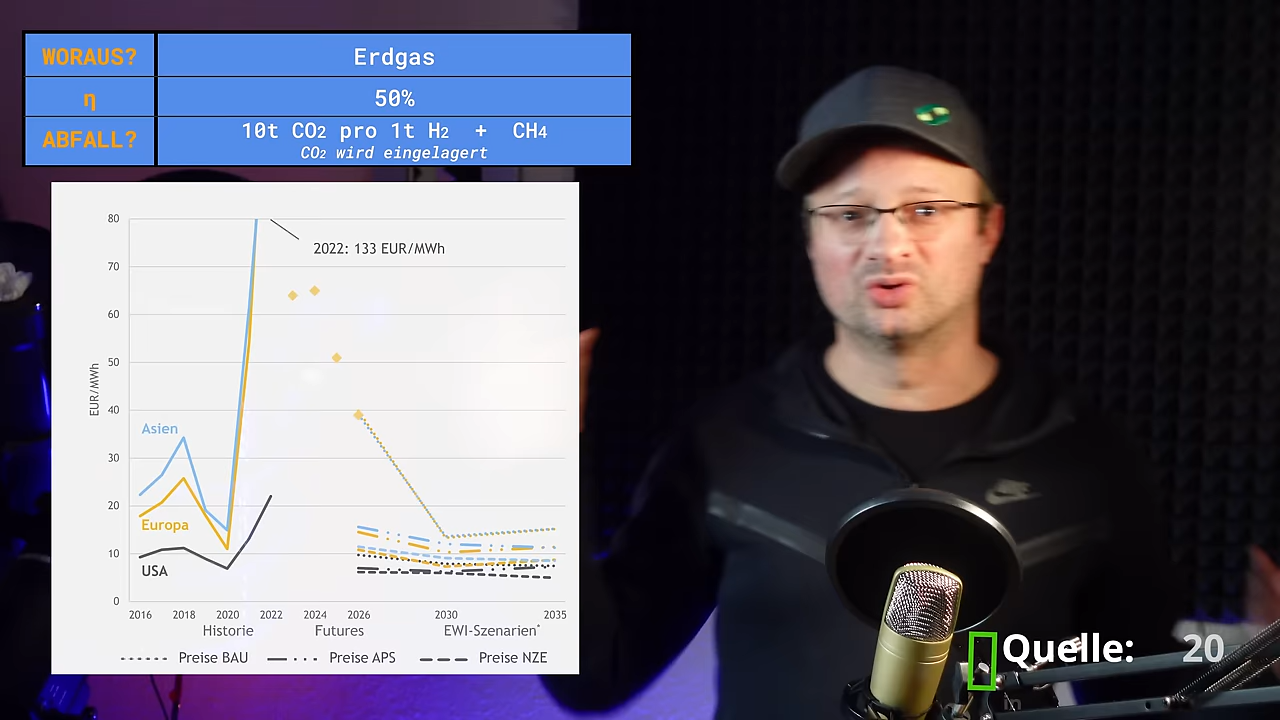 WORAUS? Erdgas
η 50%
ABFALL? 10t CO2 pro 1t H2 + CH4
CO2 wird eingelagert
80
2022: 133 EUR/MWh
70
60
50
EUR/MWh
40
Asien
30
20
Europa
10
USA
0
2016 2018 2020 2022 2024 2026 2030 2035
Historie Futures EWI-Szenarien*
Preise BAU Preise APS Preise NZE
Quelle: 20